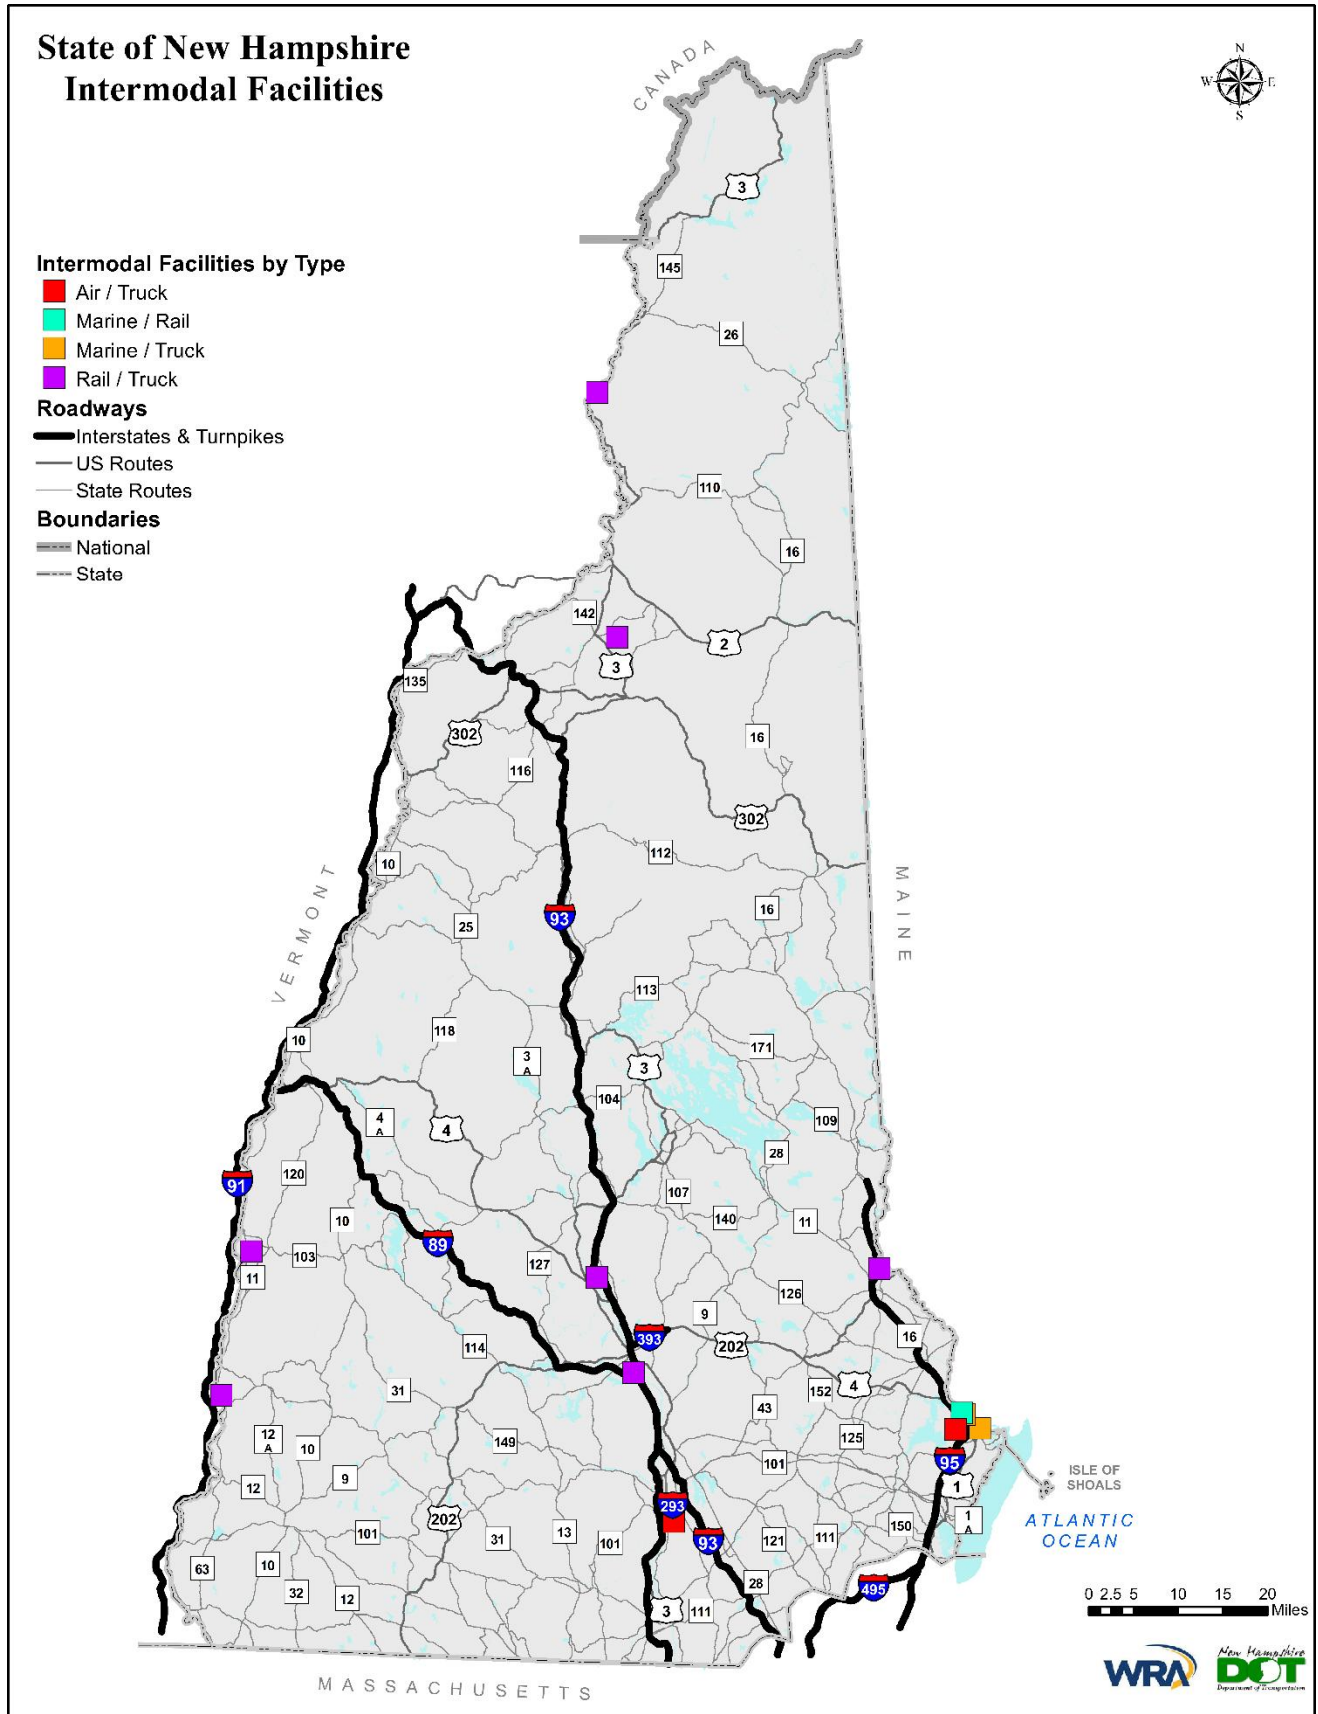 State of New Hampshire
Intermodal Facilities
CANADA
N
W E
S
3
Intermodal Facilities by Type
Air / Truck
Marine / Rail
Marine / Truck
Rail / Truck
Roadways
Interstates & Turnpikes
US Routes
State Routes
Boundaries
National
State
145
26
110
16
142
2
3
135
302
16
116
302
112
10
MAINE
16
93
25
VERMONT
113
118
10
171
3
A
3
104
4
A
109
4
28
120
91
107
10
140
11
89
103
127
11
126
9
393
16
202
114
4
152
31
43
12
A
149
125
10
101
95
ISLE OF
SHOALS
9
12
1
293
202
1
A
ATLANTIC
OCEAN
150
101
13
31
111
121
93
101
63
10
28
495
32
12
3
111
0 2.5 5 10 15 20
Miles
MASSACHUSETTS
WRA
New Hampshire
DOT
Department of Transportation